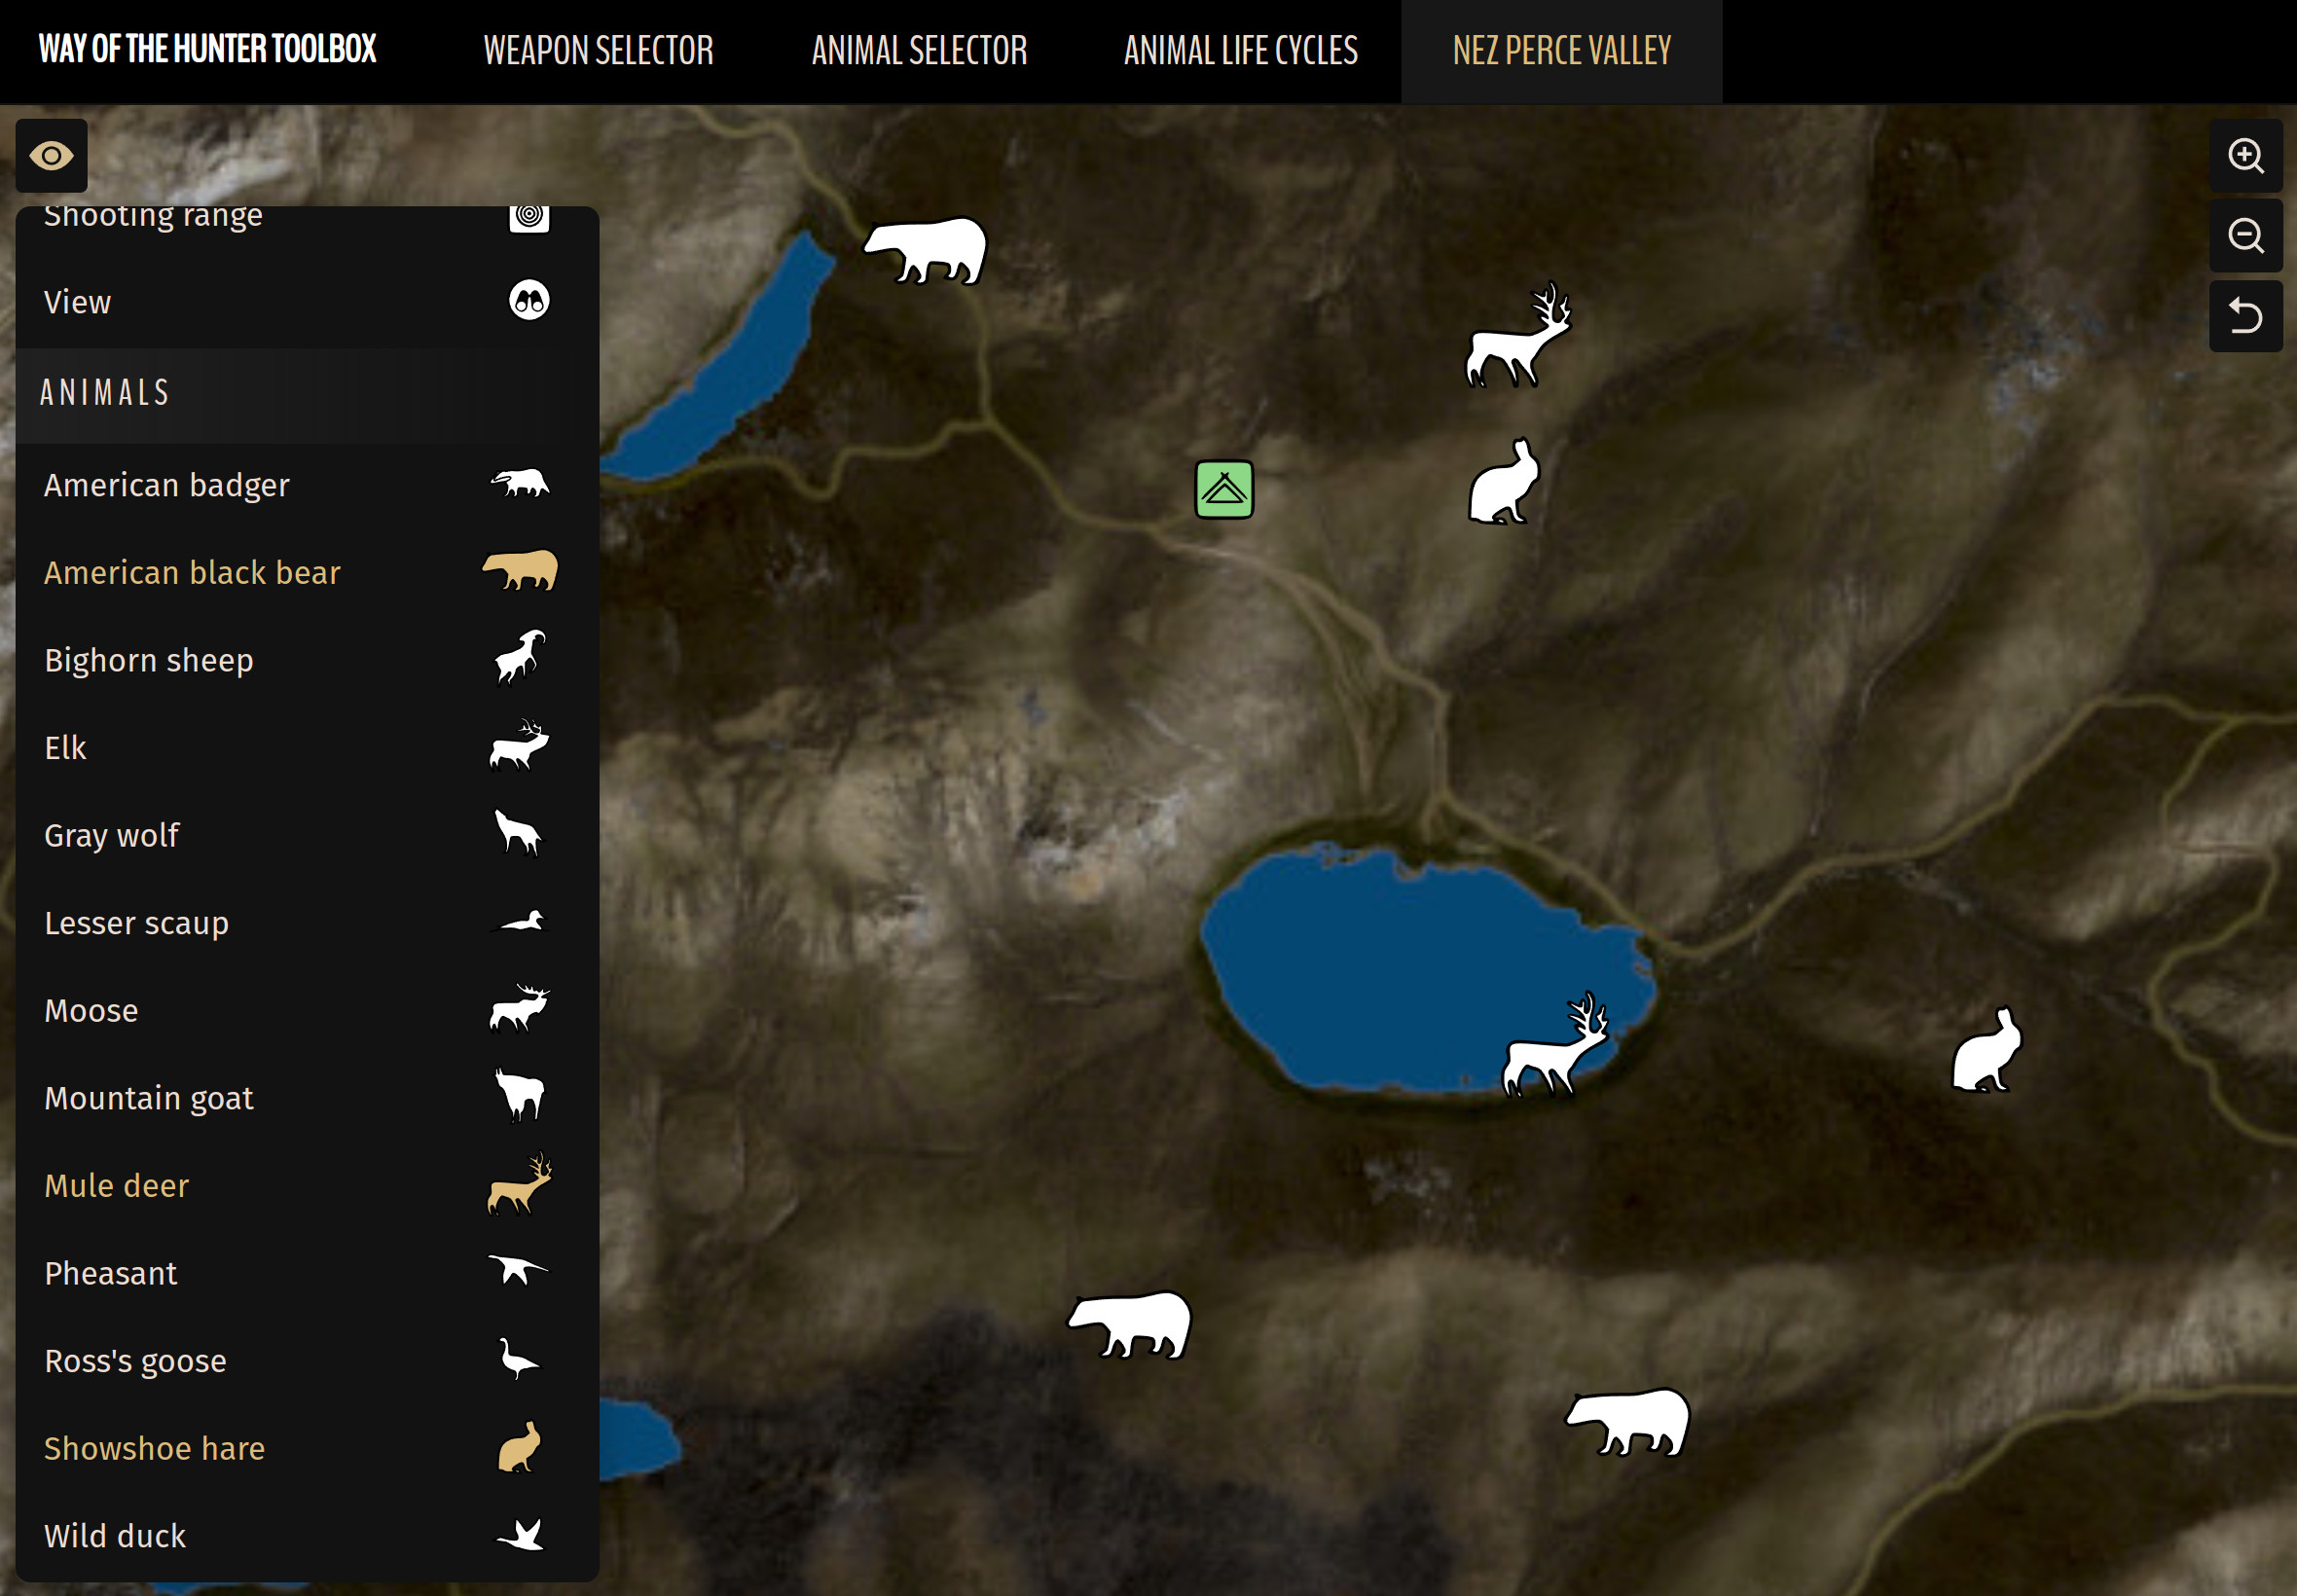 WAY OF THE HUNTER TOOLBOX
WEAPON SELECTOR
ANIMAL SELECTOR
ANIMAL LIFE CYCLES
NEZ PERCE VALLEY
Shooting range
View
ANIMALS
American badger
American black bear
Bighorn sheep
Elk
Gray wolf
Lesser scaup
Moose
Mountain goat
Mule deer
Pheasant
Ross's goose
Showshoe hare
Wild duck